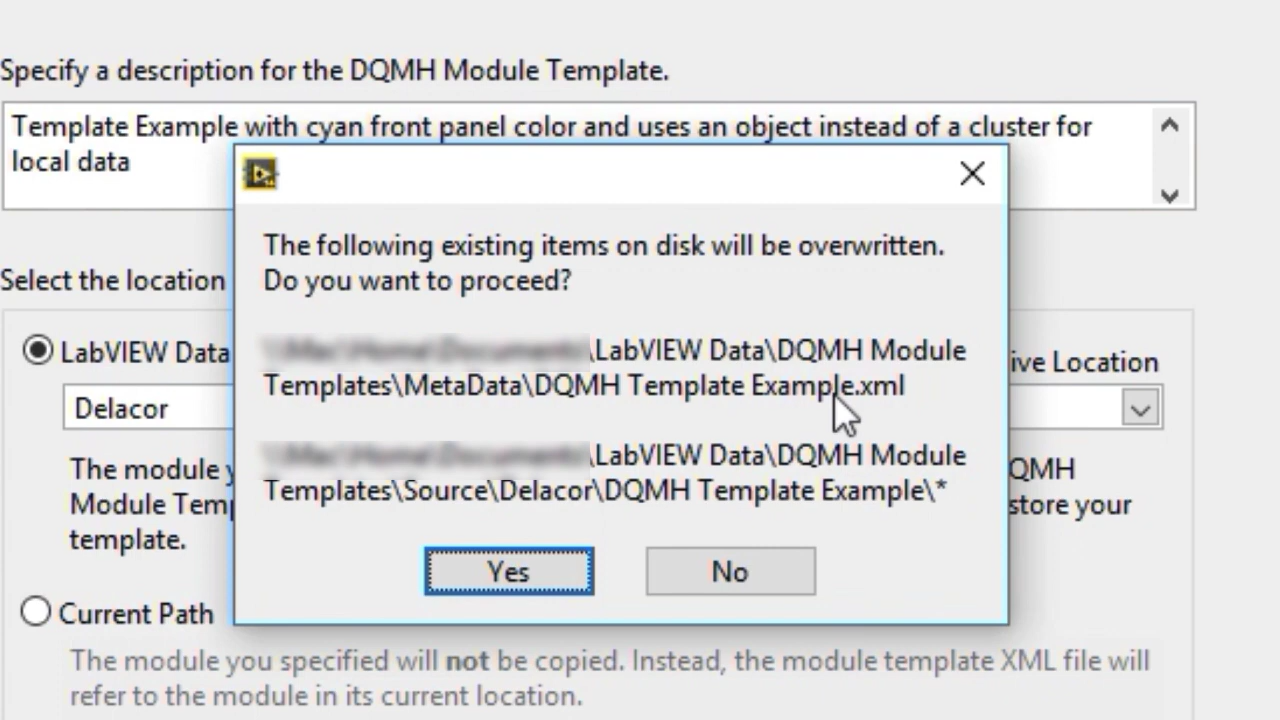 Specify a description for the DQMH Module Template.
Template Example with cyan front panel color and uses an object instead of a cluster for
local data
The following existing items on disk will be overwritten.
Do you want to proceed?
Select the location
\LabVIEW Data\DQMH Module
Templates\MetaData\DQMH Template Example.xml
\LabVIEW Data\DQMH Module
Templates\Source\Delacor\DQMH Template Example\*
Yes
No
LabVIEW Data
Location
Delacor
The module
DQMH
Module
store your
template.
Current Path
The module you specified will not be copied. Instead, the module template XML file will
refer to the module in its current location.